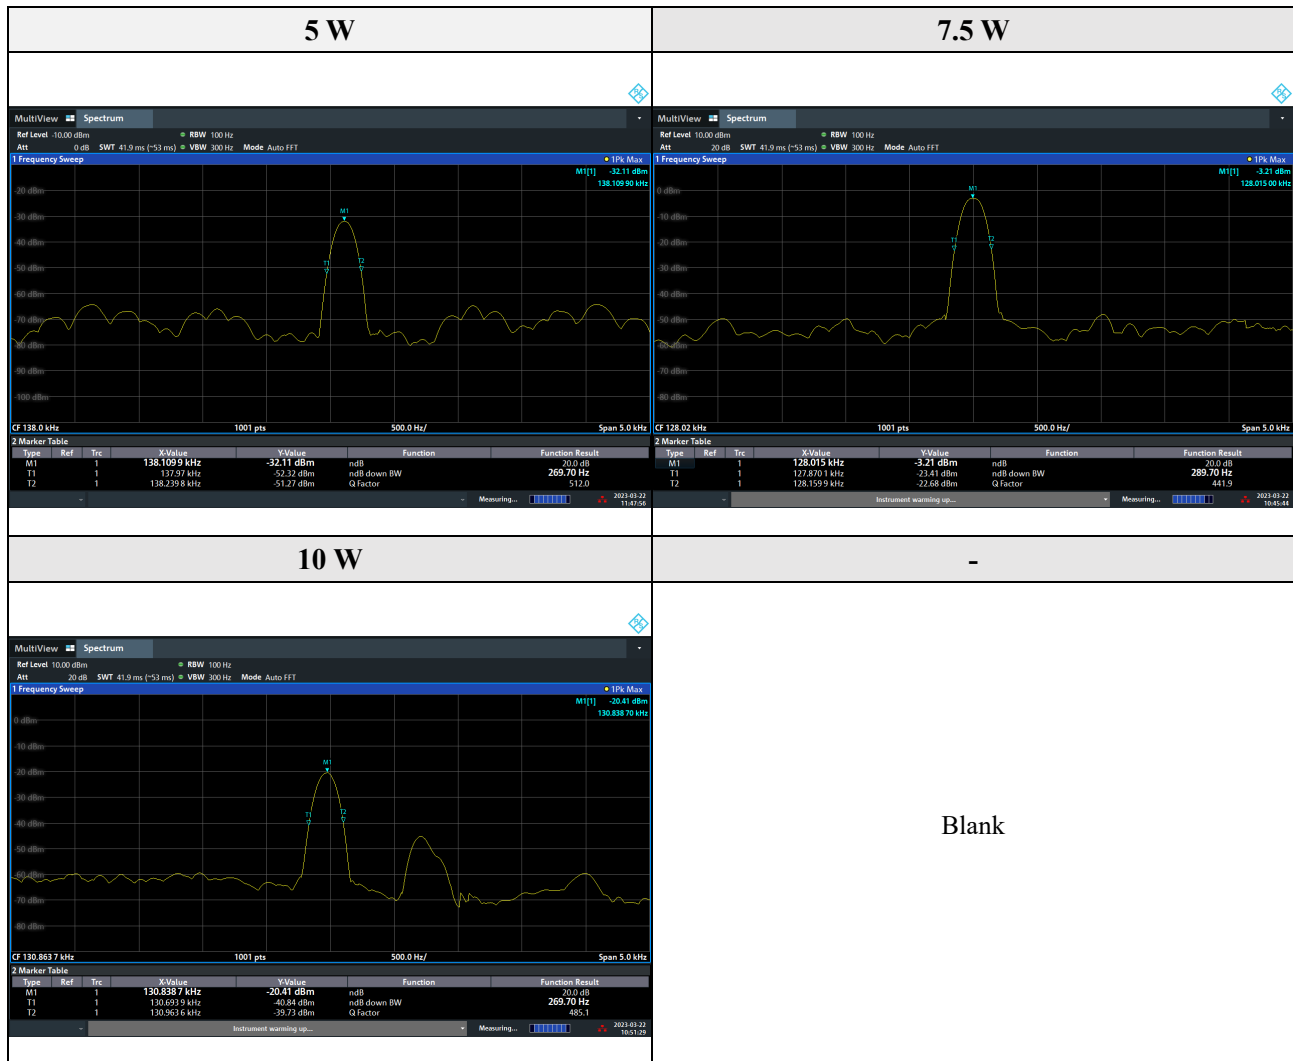 5 W
7.5 W
MultiView Spectrum
Ref Level -10.00 dBm RBW 100 Hz
Att 0 dB SWT 41.9 ms (~53 ms) VBW 300 Hz Mode Auto FFT
1 Frequency Sweep 1Pk Max
M1[1] -32.11 dBm
138.109 90 kHz
-20 dBm
M1
-30 dBm
-40 dBm
T1 T2
-50 dBm
-60 dBm
-70 dBm
-80 dBm
-90 dBm
-100 dBm
CF 138.0 kHz 1001 pts 500.0 Hz/ Span 5.0 kHz
2 Marker Table
Type Ref Trc X-Value Y-Value Function Function Result
M1 1 138.109 9 kHz -32.11 dBm ndB 20.0 dB
T1 1 137.97 kHz -52.32 dBm ndB down BW 269.70 Hz
T2 1 138.239 8 kHz -51.27 dBm Q Factor 512.0
Measuring... 2023-03-22
11:47:56
MultiView Spectrum
Ref Level 10.00 dBm RBW 100 Hz
Att 20 dB SWT 41.9 ms (~53 ms) VBW 300 Hz Mode Auto FFT
1 Frequency Sweep 1Pk Max
M1[1] -3.21 dBm
128.015 00 kHz
M1
0 dBm
-10 dBm
T1 T2
-20 dBm
-30 dBm
-40 dBm
-50 dBm
-60 dBm
-70 dBm
-80 dBm
CF 128.02 kHz 1001 pts 500.0 Hz/ Span 5.0 kHz
2 Marker Table
Type Ref Trc X-Value Y-Value Function Function Result
M1 1 128.015 kHz -3.21 dBm ndB 20.0 dB
T1 1 127.870 1 kHz -23.41 dBm ndB down BW 289.70 Hz
T2 1 128.159 9 kHz -22.68 dBm Q Factor 441.9
Instrument warming up... Measuring... 2023-03-22
10:45:44
10 W
-
MultiView Spectrum
Ref Level 10.00 dBm RBW 100 Hz
Att 20 dB SWT 41.9 ms (~53 ms) VBW 300 Hz Mode Auto FFT
1 Frequency Sweep 1Pk Max
M1[1] -20.41 dBm
130.838 70 kHz
0 dBm
-10 dBm
M1
-20 dBm
-30 dBm
T1 T2
-40 dBm
-50 dBm
-60 dBm
-70 dBm
-80 dBm
CF 130.863 7 kHz 1001 pts 500.0 Hz/ Span 5.0 kHz
2 Marker Table
Type Ref Trc X-Value Y-Value Function Function Result
M1 1 130.838 7 kHz -20.41 dBm ndB 20.0 dB
T1 1 130.693 9 kHz -40.84 dBm ndB down BW 269.70 Hz
T2 1 130.963 6 kHz -39.73 dBm Q Factor 485.1
Instrument warming up... Measuring... 2023-03-22
10:51:29
Blank